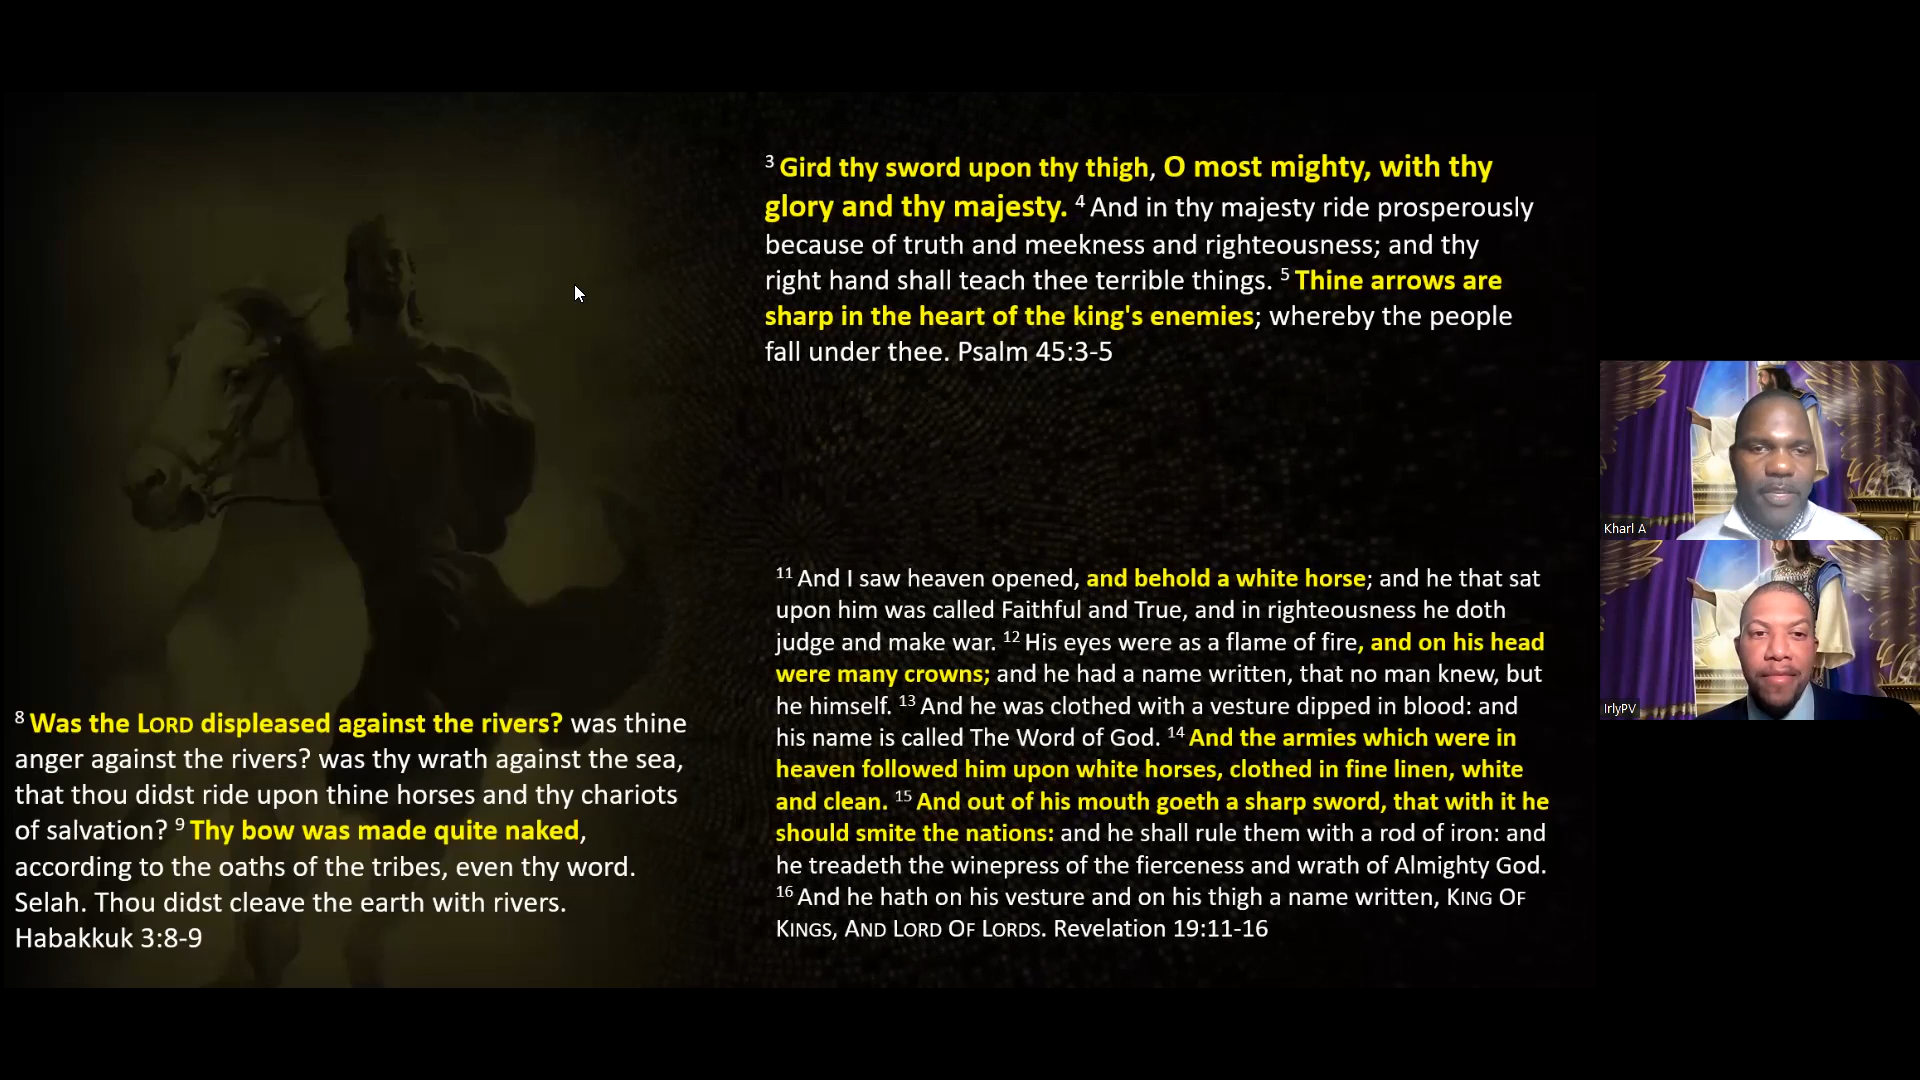 3 Gird thy sword upon thy thigh, O most mighty, with thy
glory and thy majesty. 4 And in thy majesty ride prosperously
because of truth and meekness and righteousness; and thy
right hand shall teach thee terrible things. 5 Thine arrows are
sharp in the heart of the king's enemies; whereby the people
fall under thee. Psalm 45:3-5
8 Was the LORD displeased against the rivers? was thine
anger against the rivers? was thy wrath against the sea,
that thou didst ride upon thine horses and thy chariots
of salvation? 9 Thy bow was made quite naked,
according to the oaths of the tribes, even thy word.
Selah. Thou didst cleave the earth with rivers.
Habakkuk 3:8-9
11 And I saw heaven opened, and behold a white horse; and he that sat
upon him was called Faithful and True, and in righteousness he doth
judge and make war. 12 His eyes were as a flame of fire, and on his head
were many crowns; and he had a name written, that no man knew, but
he himself. 13 And he was clothed with a vesture dipped in blood: and
his name is called The Word of God. 14 And the armies which were in
heaven followed him upon white horses, clothed in fine linen, white
and clean. 15 And out of his mouth goeth a sharp sword, that with it he
should smite the nations: and he shall rule them with a rod of iron: and
he treadeth the winepress of the fierceness and wrath of Almighty God.
16 And he hath on his vesture and on his thigh a name written, KING OF
KINGS, AND LORD OF LORDS. Revelation 19:11-16
Kharl A
IrlyPV